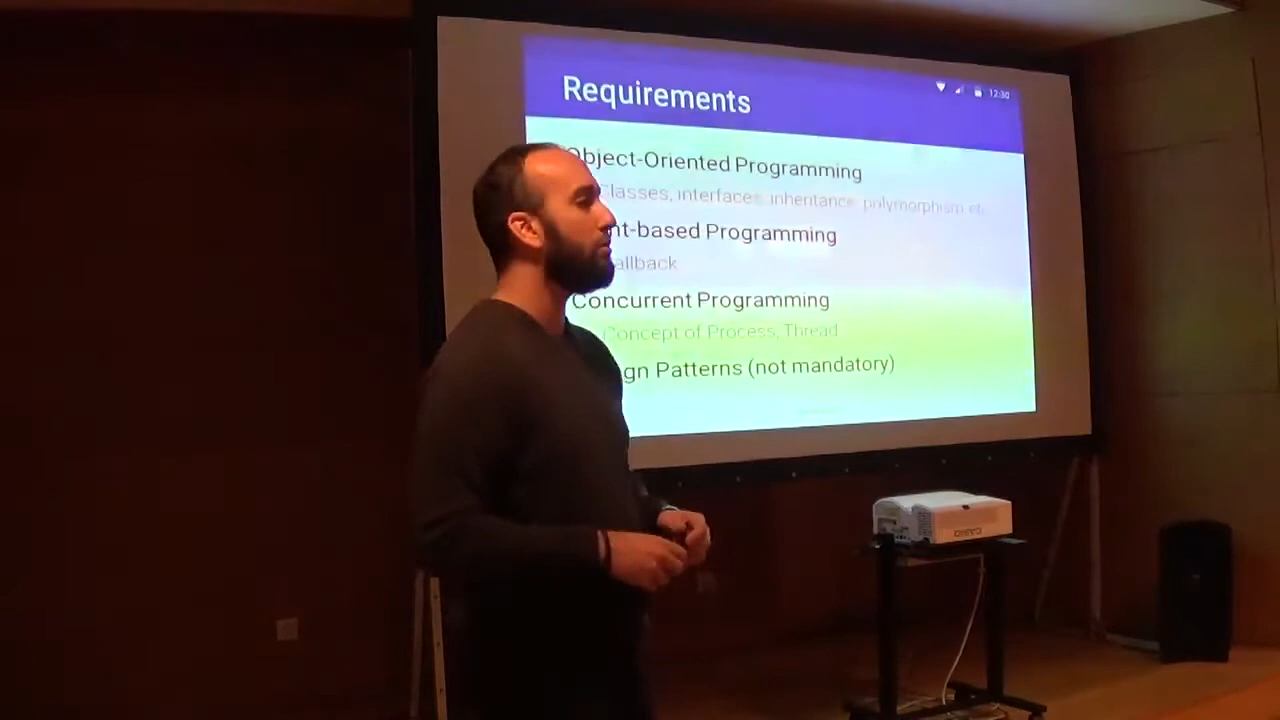 Requirements
12:30
Object-Oriented Programming
Classes, interfaces, inheritance, polymorphism etc
nt-based Programming
allback
Concurrent Programming
Concept of Process, Thread
gn Patterns (not mandatory)
CASIO